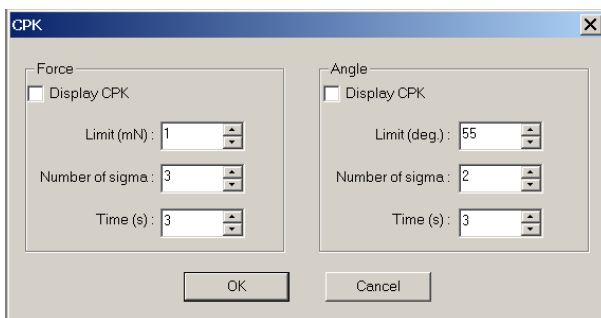 CPK
Force
Display CPK
Limit (mN) : 1
Number of sigma : 3
Time (s) : 3
Angle
Display CPK
Limit (deg.) : 55
Number of sigma : 2
Time (s) : 3
OK
Cancel